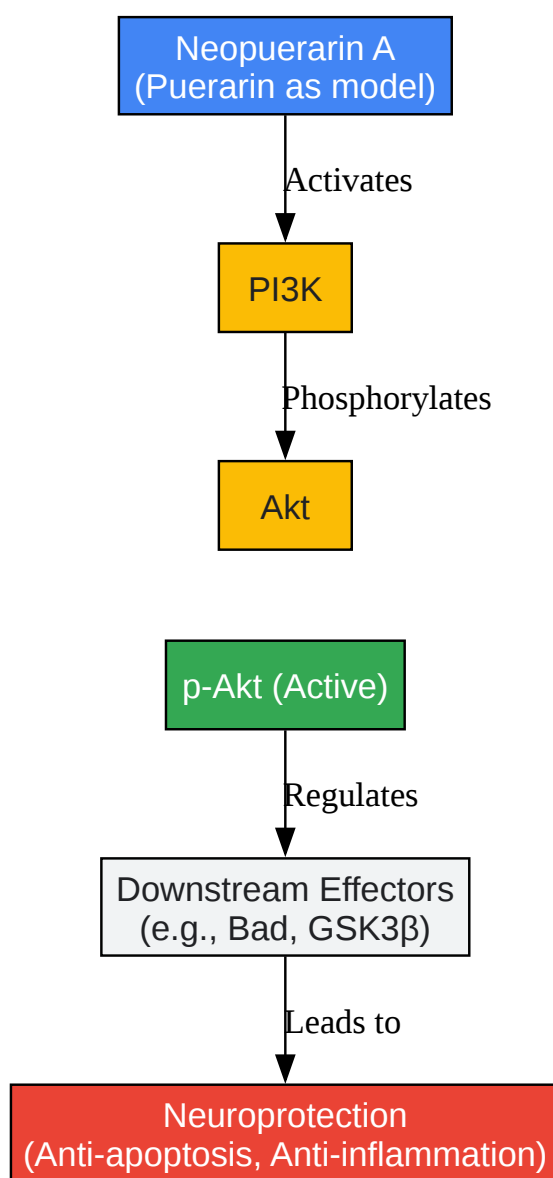 Neopuerarin A
(Puerarin as model)
Activates
PI3K
Phosphorylates
Akt
p-Akt (Active)
Regulates
Downstream Effectors
(e.g., Bad, GSK3β)
Leads to
Neuroprotection
(Anti-apoptosis, Anti-inflammation)